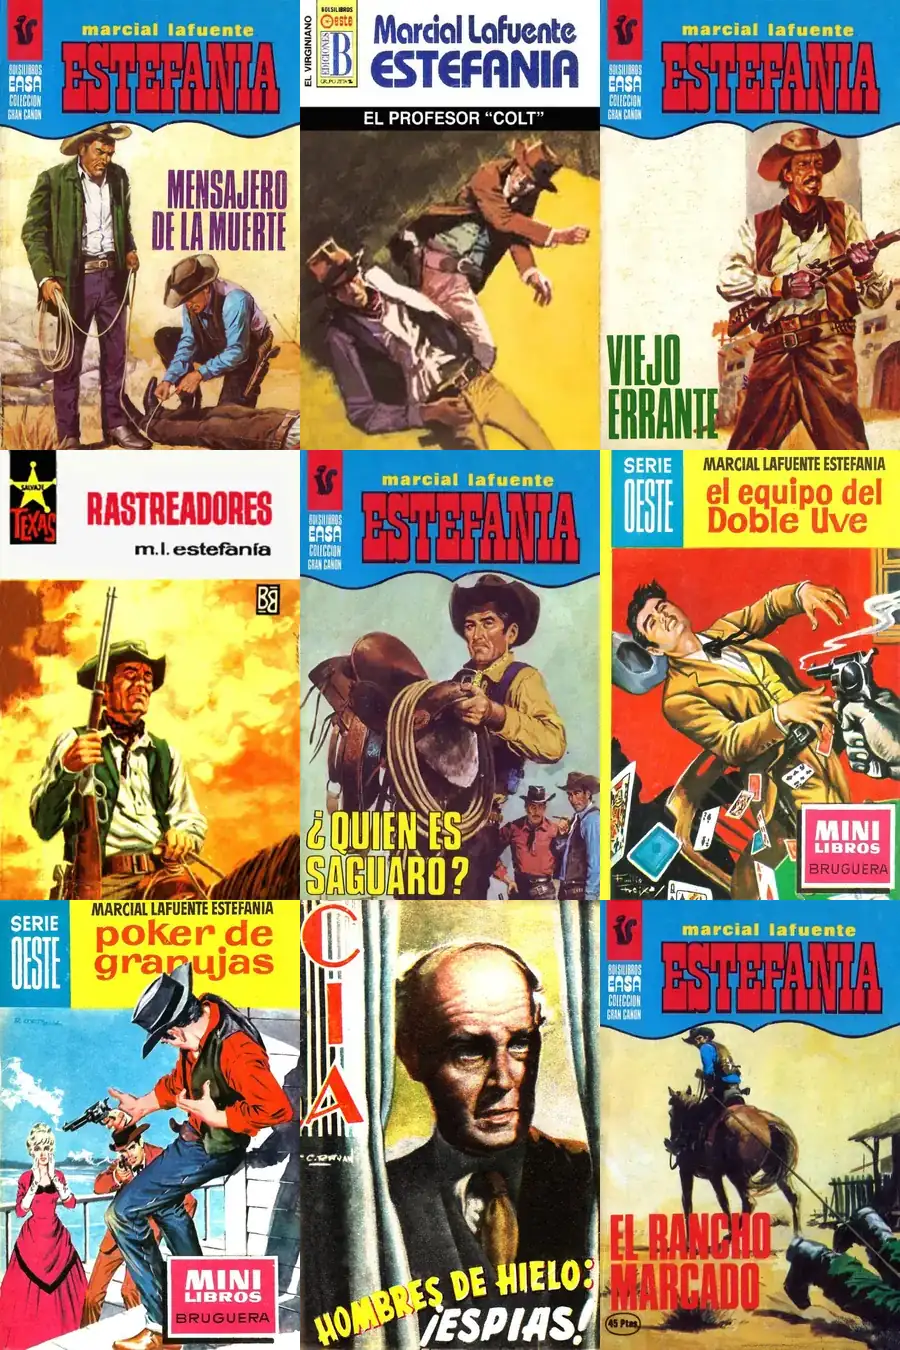 marcial lafuente
ESTEFANIA
BOLSILIBROS
EASA
COLECCION
GRAN CAÑON
MENSAJERO
DE LA MUERTE
EL VIRGINIANO
BOLSILIBROS
Oeste
EDICIONES
B
GRUPO ZETA
Marcial Lafuente
ESTEFANIA
EL PROFESOR "COLT"
marcial lafuente
ESTEFANIA
BOLSILIBROS
EASA
COLECCION
GRAN CAÑON
VIEJO
ERRANTE
SALVAJE
TEXAS
RASTREADORES
m.l. estefanía
BB
marcial lafuente
ESTEFANIA
BOLSILIBROS
EASA
COLECCION
GRAN CAÑON
¿QUIEN ES
SAGUARO?
SERIE
OESTE
MARCIAL LAFUENTE ESTEFANIA
el equipo del
Doble Uve
MINI
LIBROS
BRUGUERA
SERIE
OESTE
MARCIAL LAFUENTE ESTEFANIA
poker de
granujas
MINI
LIBROS
BRUGUERA
CIA
HOMBRES DE HIELO:
¡ESPIAS!
marcial lafuente
ESTEFANIA
BOLSILIBROS
EASA
COLECCION
GRAN CAÑON
EL RANCHO
MARCADO
45 Ptas